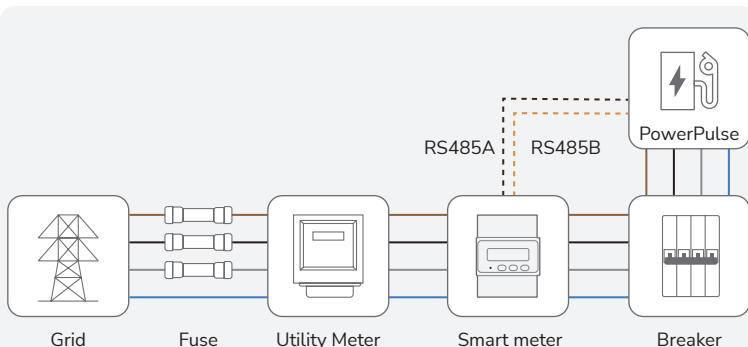 PowerPulse
RS485A
RS485B
Grid
Fuse
Utility Meter
Smart meter
Breaker